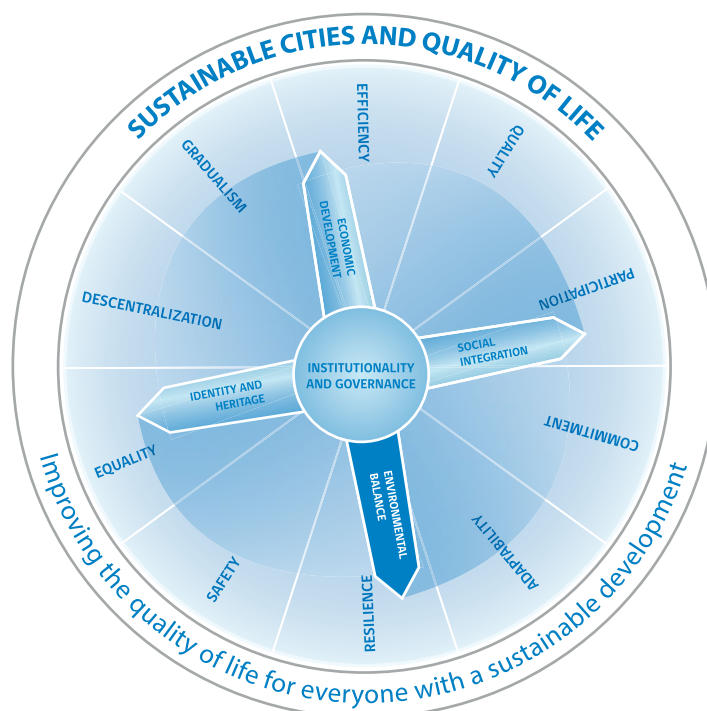 SUSTAINABLE CITIES AND QUALITY OF LIFE
EFFICIENCY
QUALITY
PARTICIPATION
COMMITMENT
ADAPTABILITY
RESILIENCE
SAFETY
EQUALITY
DESCENTRALIZATION
GRADUALISM
ECONOMIC
DEVELOPMENT
SOCIAL
INTEGRATION
ENVIRONMENTAL
BALANCE
IDENTITY AND
HERITAGE
INSTITUTIONALITY
AND GOVERNANCE
Improving the quality of life for everyone with a sustainable development